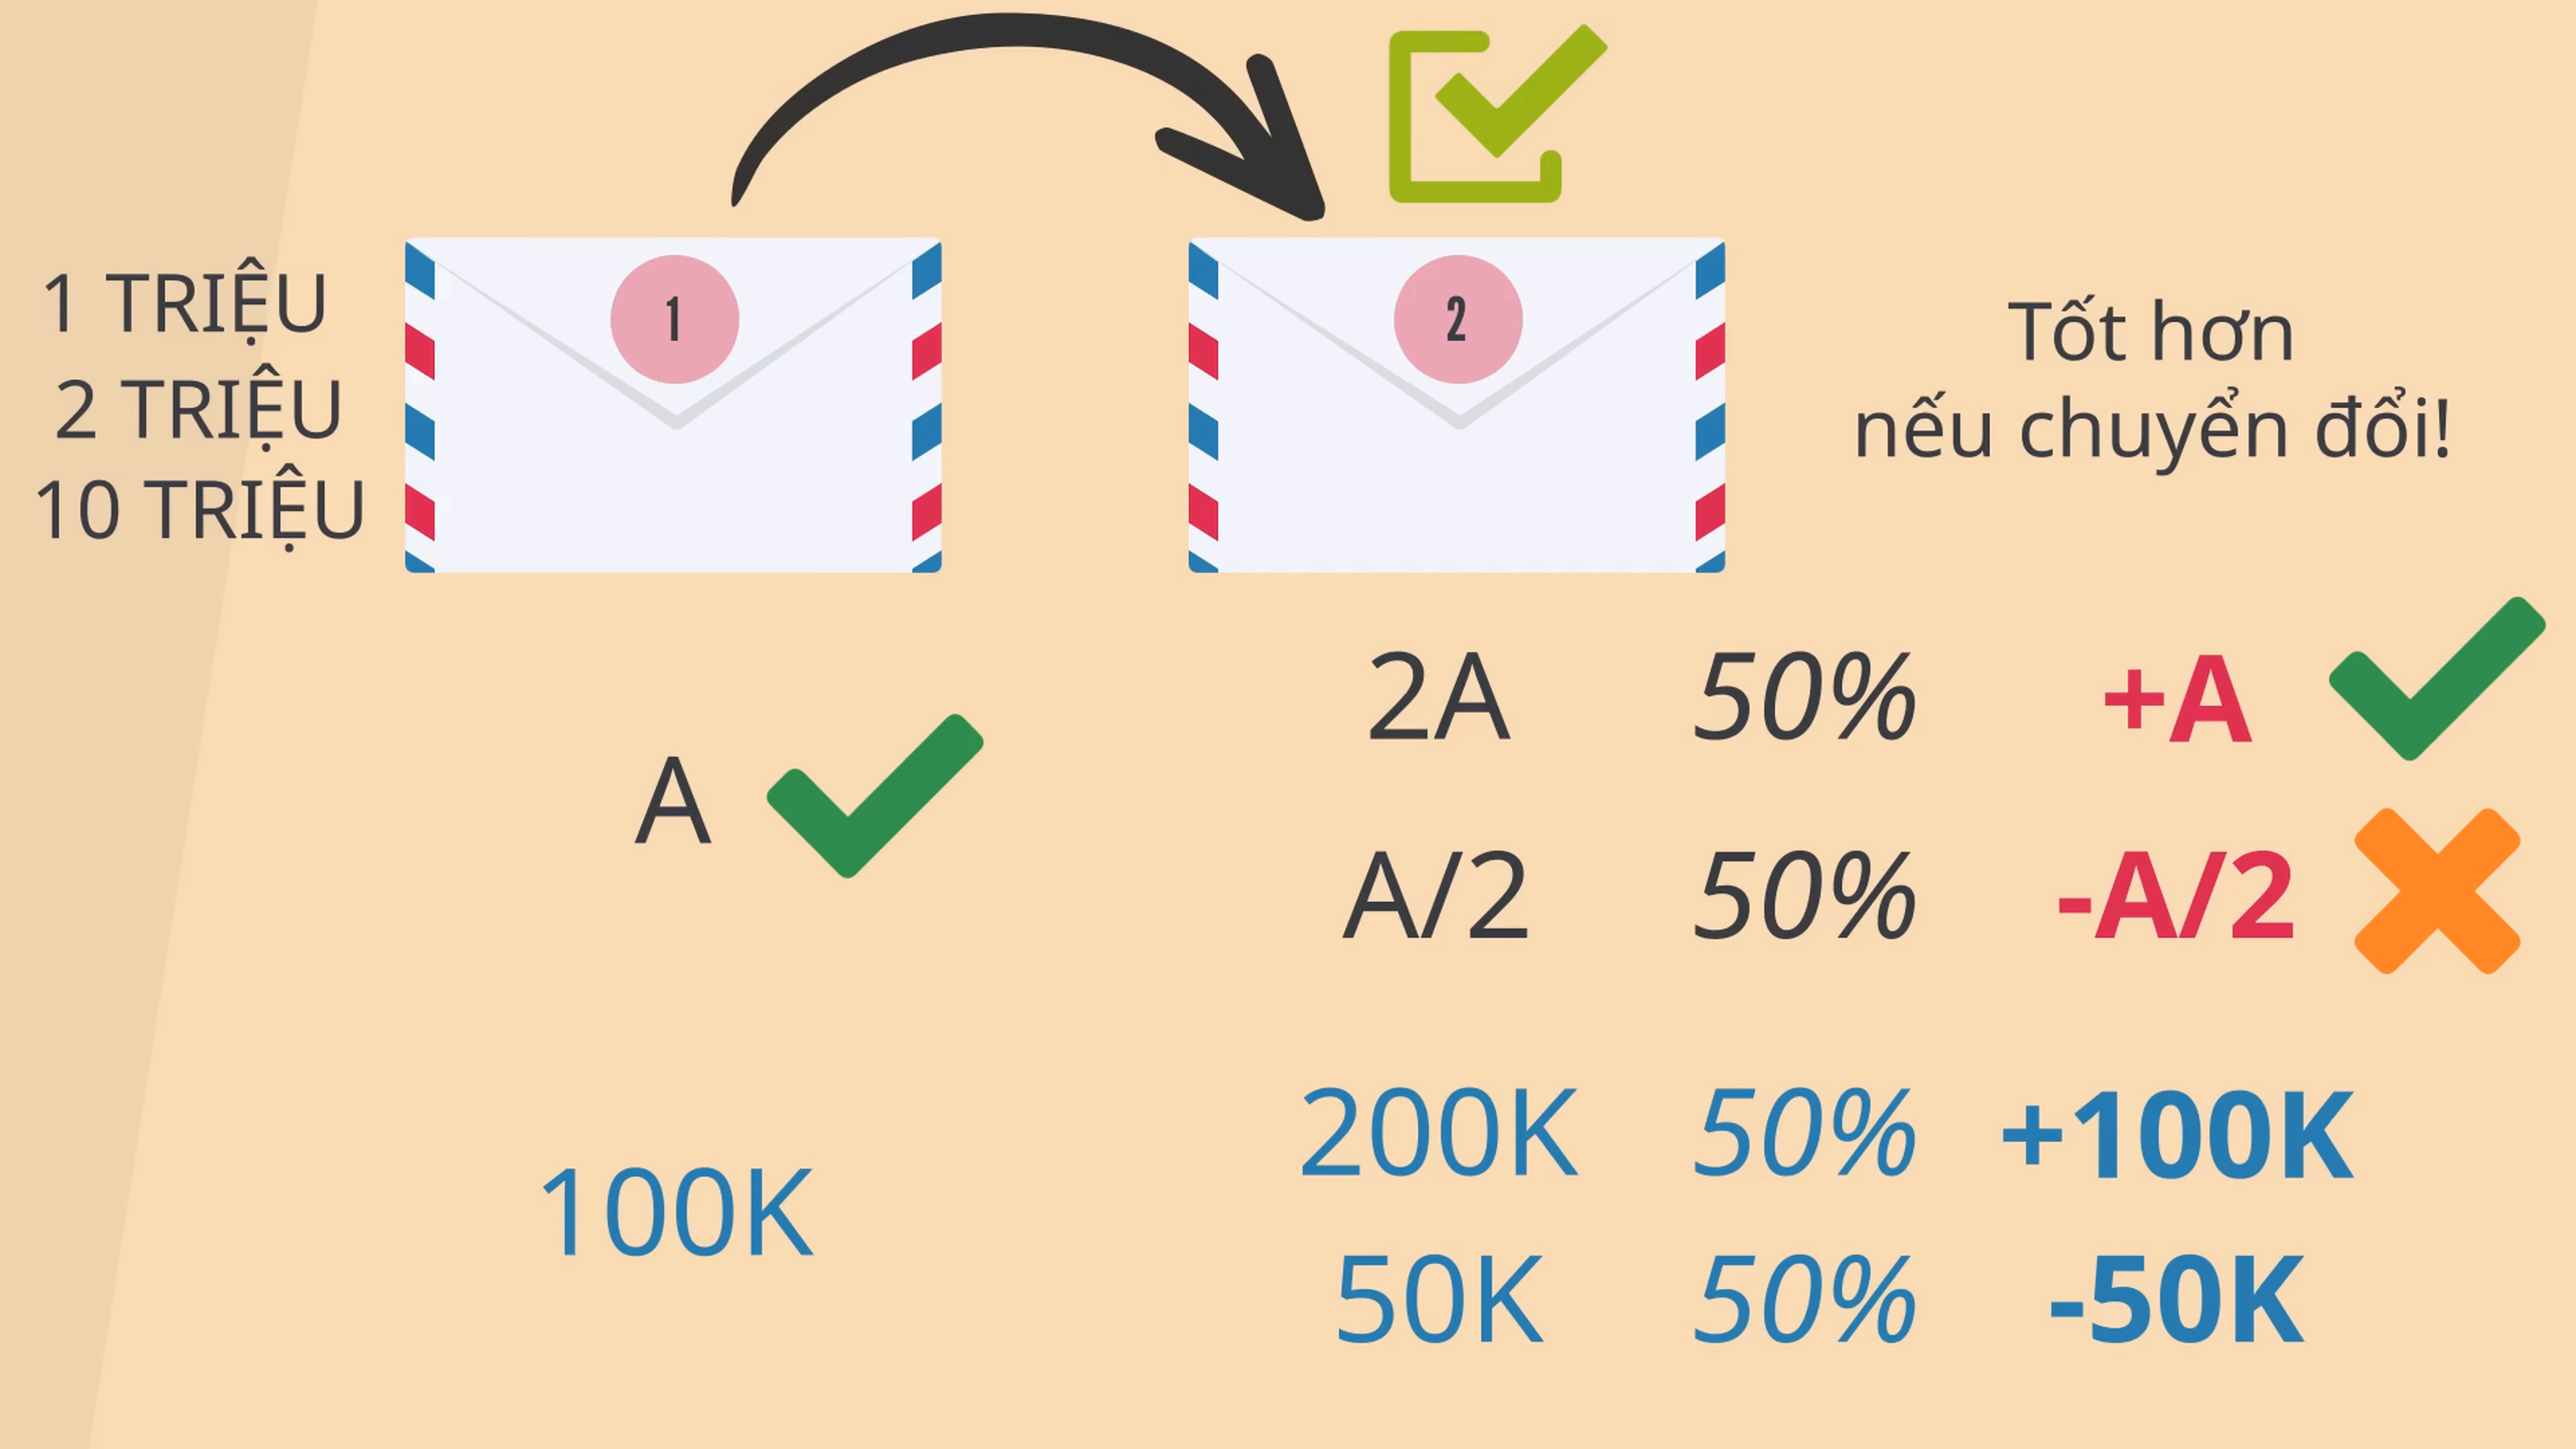 1 TRIỆU
2 TRIỆU
10 TRIỆU
1
2
Tốt hơn
nếu chuyển đổi!
A
2A 50% +A
A/2 50% -A/2
100K
200K 50% +100K
50K 50% -50K